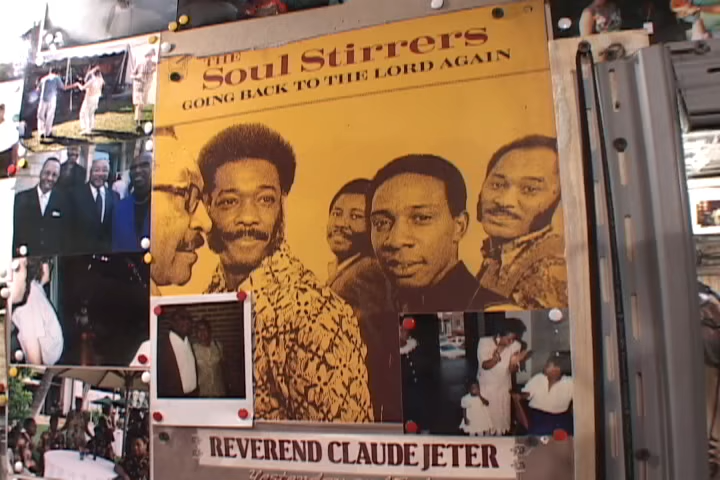 THE
Soul Stirrers
GOING BACK TO THE LORD AGAIN
REVEREND CLAUDE JETER